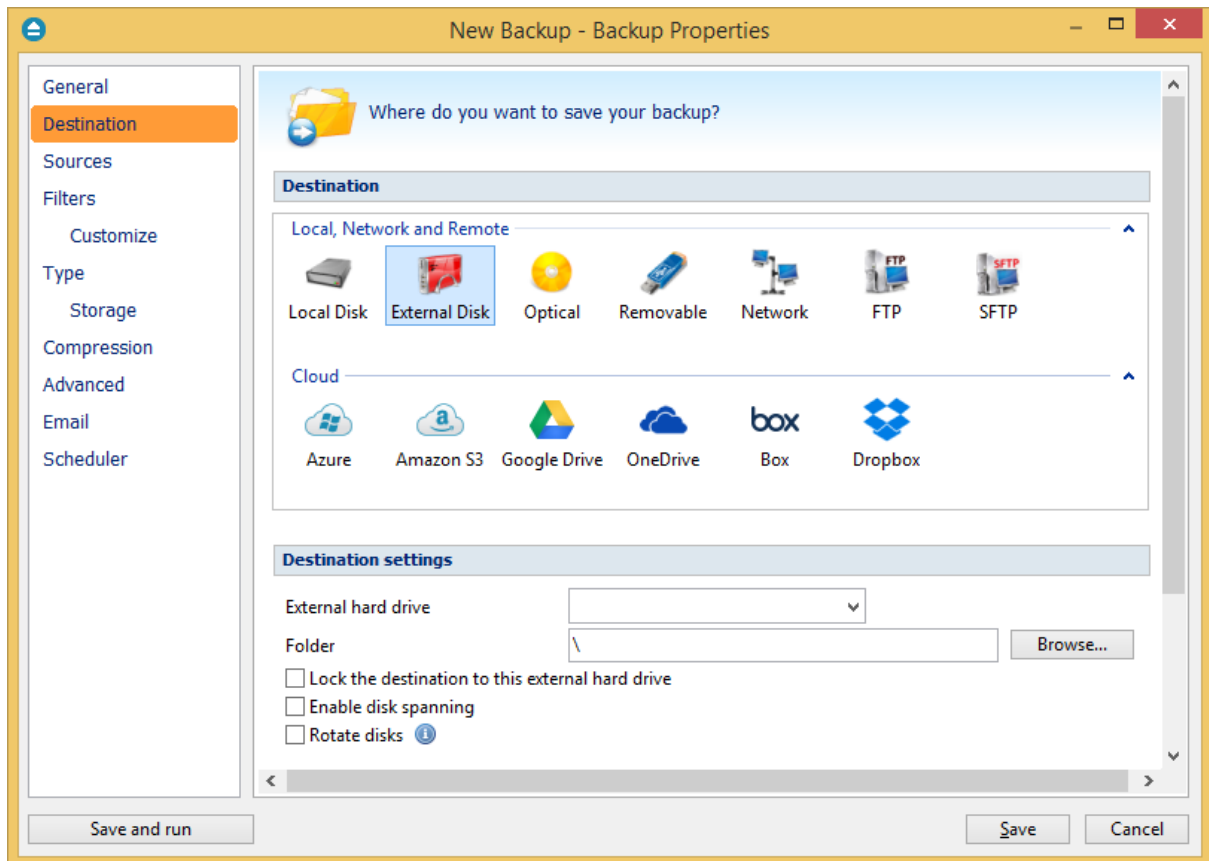 New Backup - Backup Properties
General
Destination
Sources
Filters
Customize
Type
Storage
Compression
Advanced
Email
Scheduler
Where do you want to save your backup?
Destination
Local, Network and Remote
Local Disk External Disk Optical Removable Network FTP SFTP
FTP
SFTP
Cloud
a
box
Azure Amazon S3 Google Drive OneDrive Box Dropbox
Destination settings
External hard drive
Folder \ Browse...
Lock the destination to this external hard drive
Enable disk spanning
Rotate disks i
Save and run Save Cancel